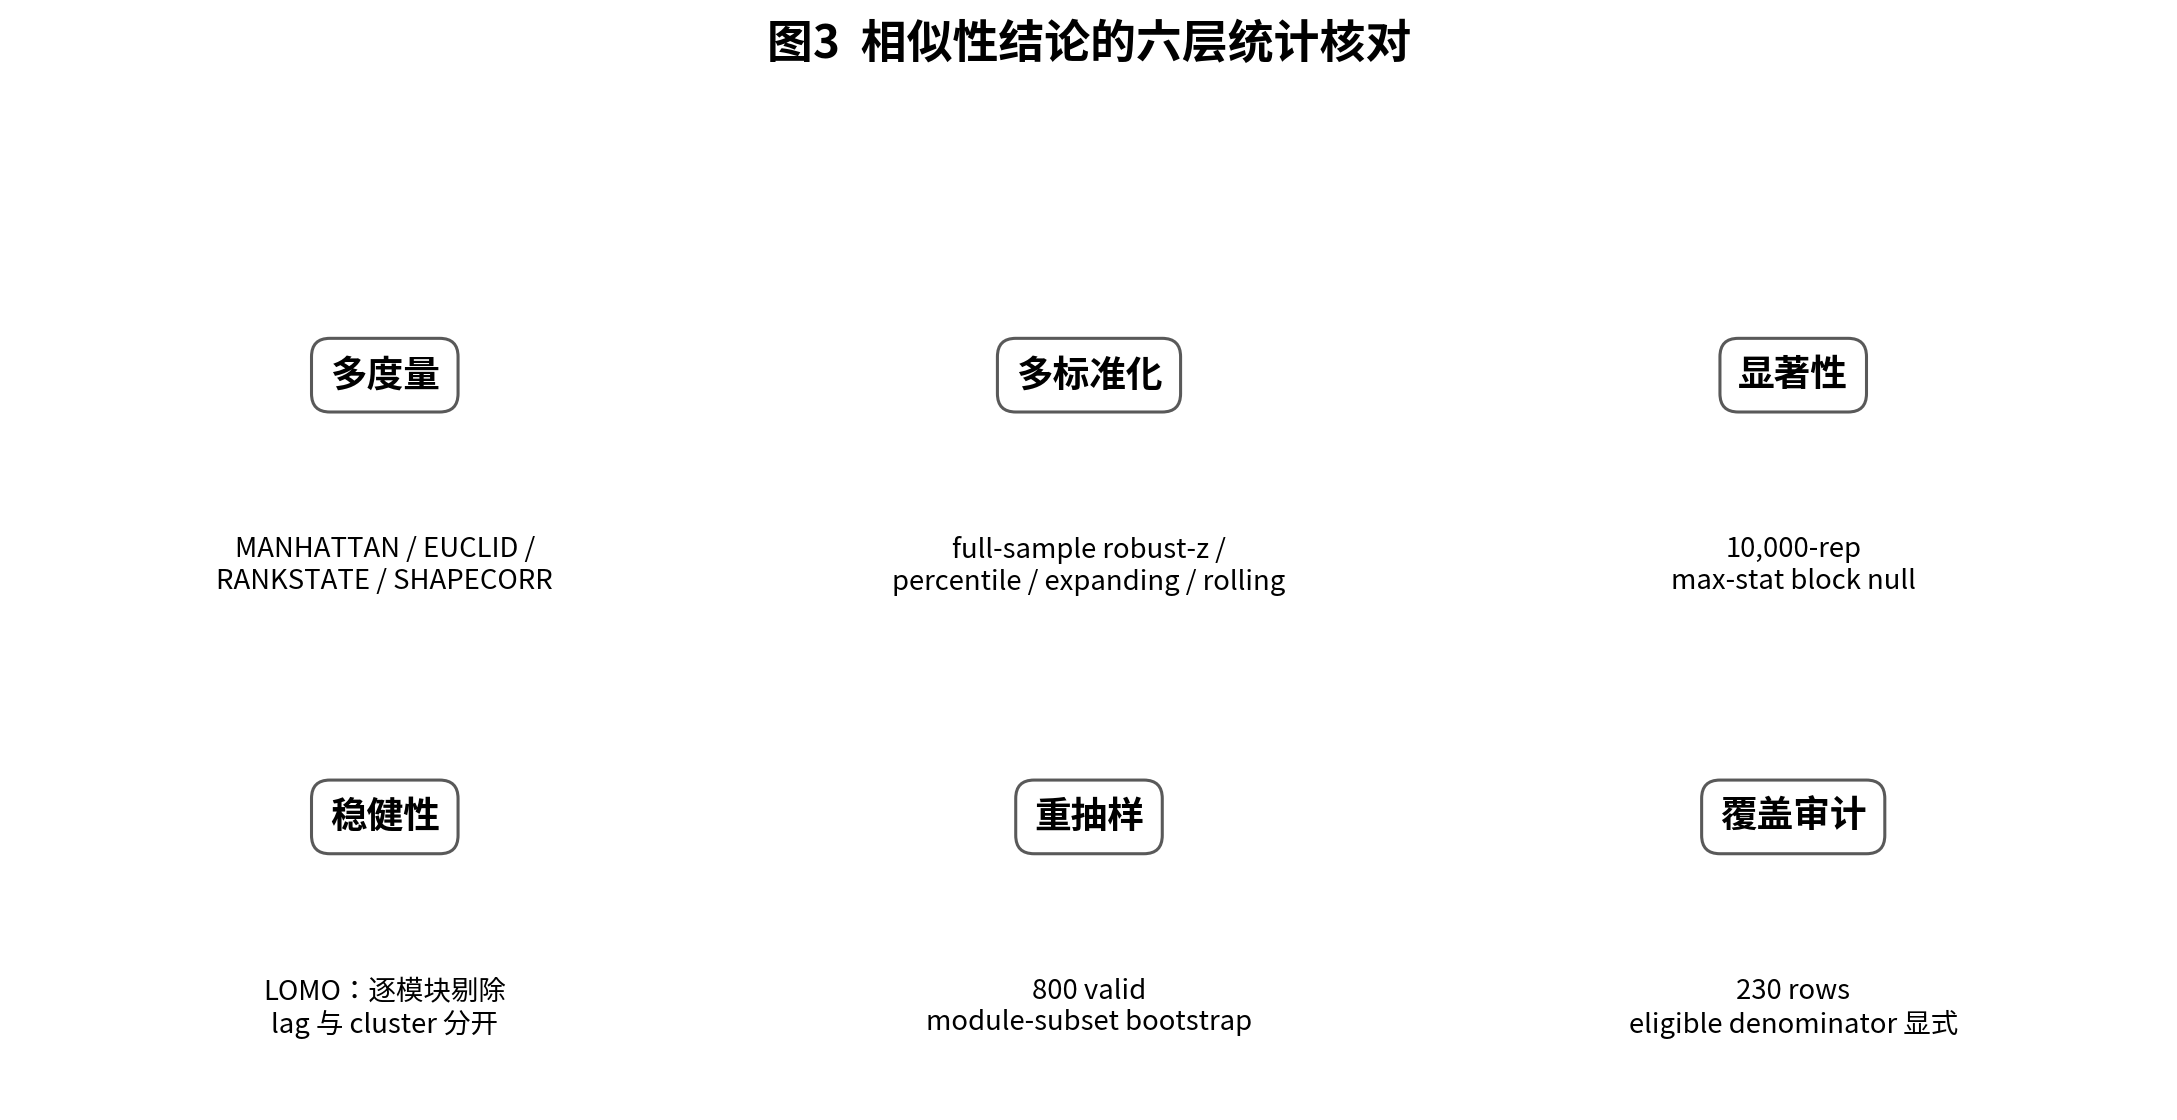 图3 相似性结论的六层统计核对
多度量
MANHATTAN / EUCLID /
RANKSTATE / SHAPECORR
多标准化
full-sample robust-z /
percentile / expanding / rolling
显著性
10,000-rep
max-stat block null
稳健性
LOMO：逐模块剔除
lag 与 cluster 分开
重抽样
800 valid
module-subset bootstrap
覆盖审计
230 rows
eligible denominator 显式